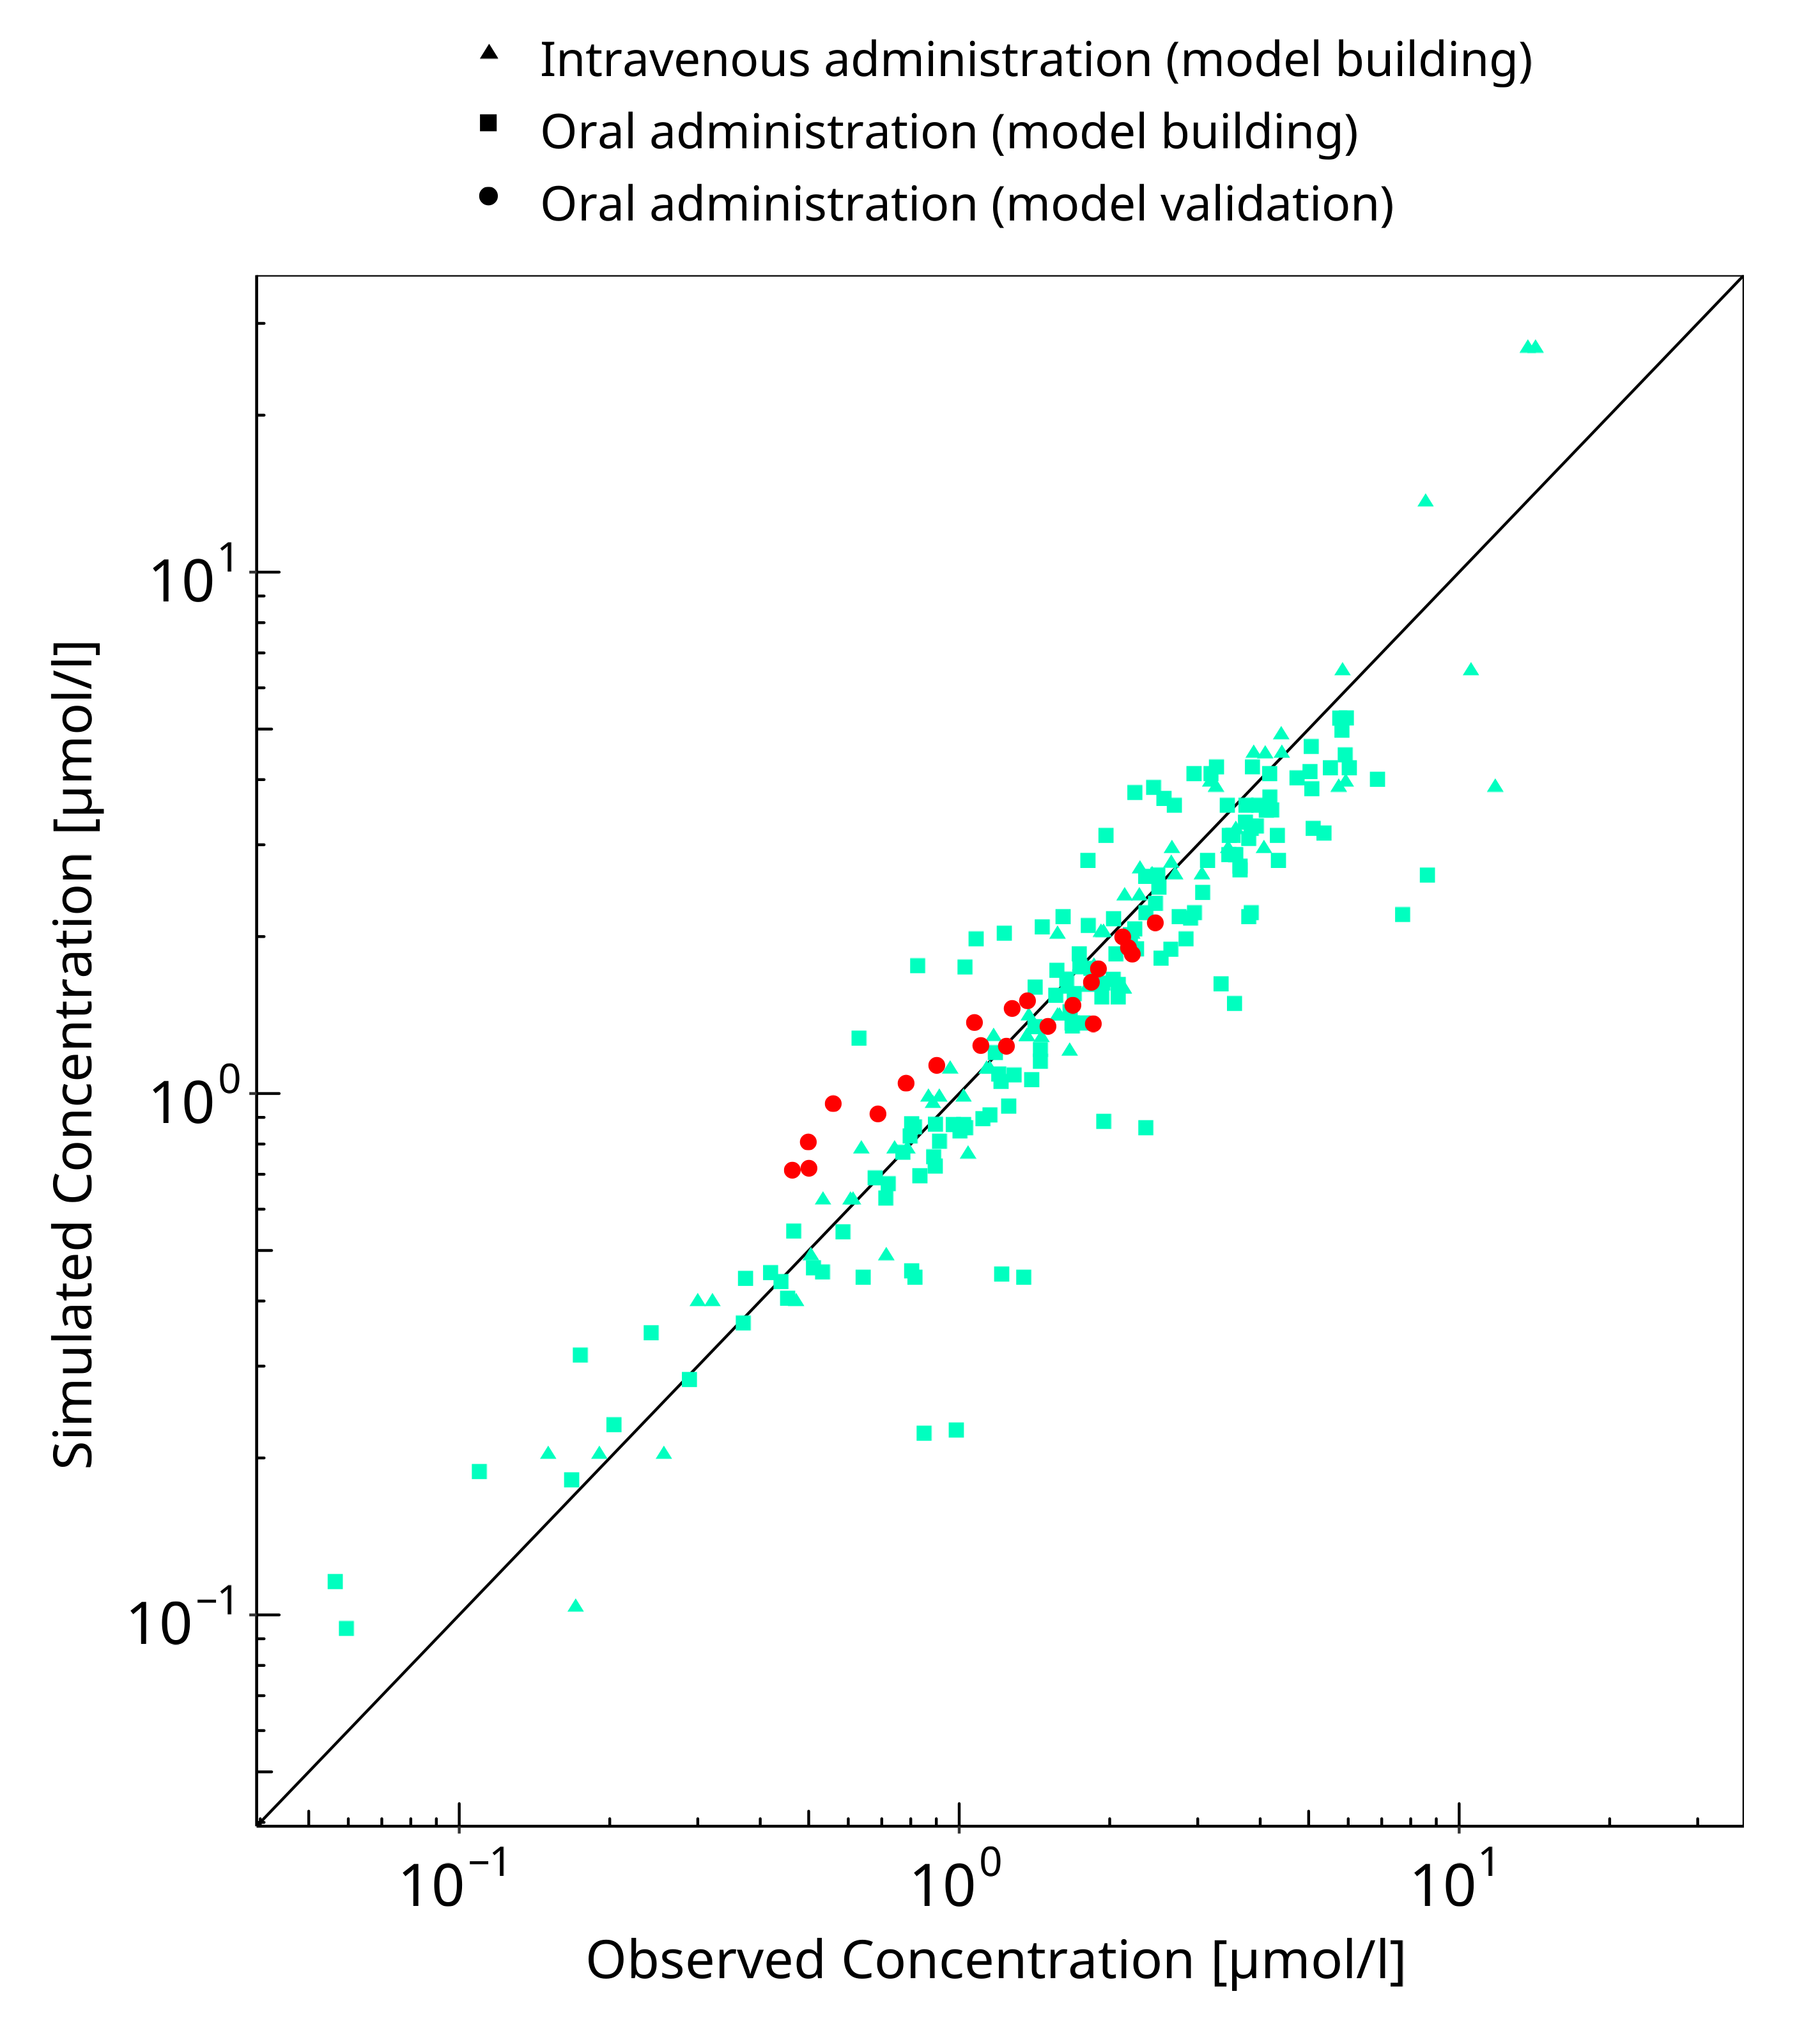 Intravenous administration (model building)
Oral administration (model building)
Oral administration (model validation)
Simulated Concentration [µmol/l]
10¹
10⁰
10⁻¹
10⁻¹ 10⁰ 10¹
Observed Concentration [µmol/l]